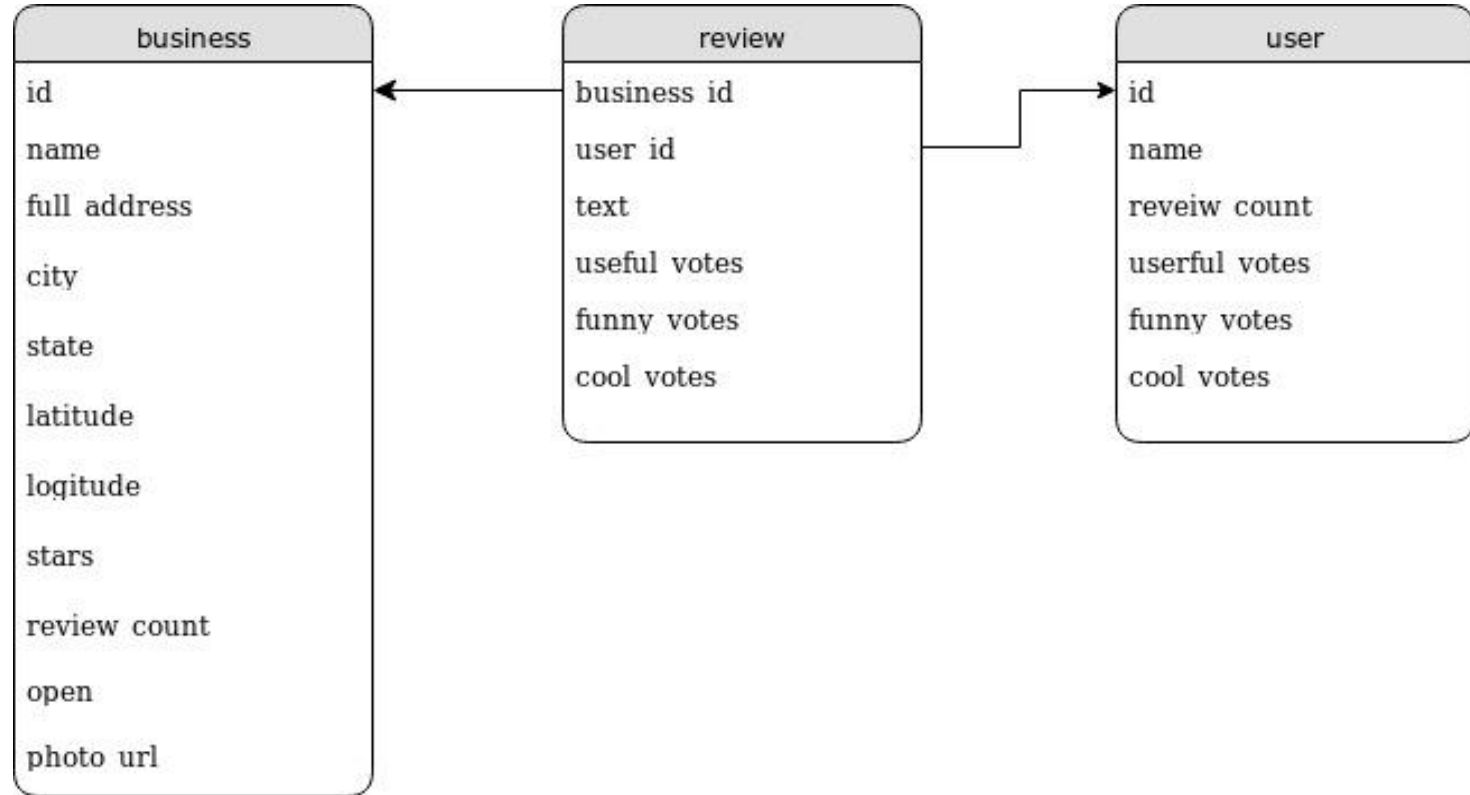 business
id
name
full address
city
state
latitude
logitude
stars
review count
open
photo url
review
business id
user id
text
useful votes
funny votes
cool votes
user
id
name
reveiw count
userful votes
funny votes
cool votes